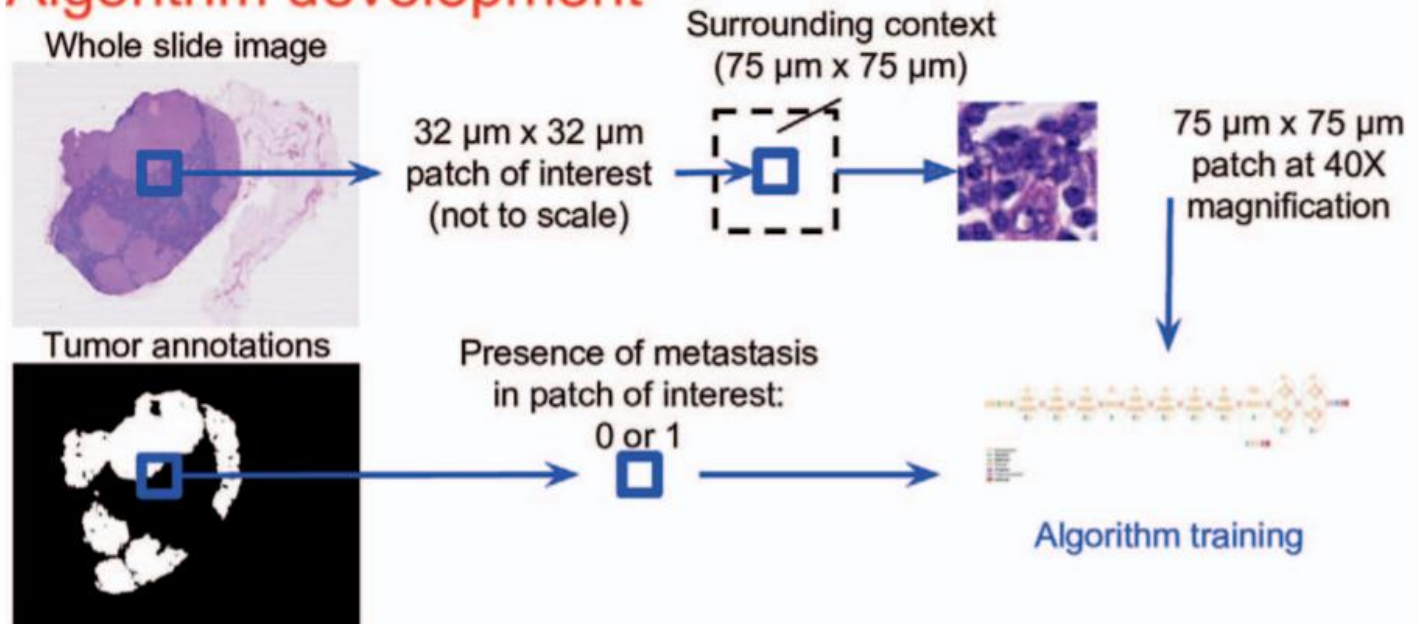 Algorithm development
Whole slide image
Surrounding context
(75 µm x 75 µm)
32 µm x 32 µm
patch of interest
(not to scale)
75 µm x 75 µm
patch at 40X
magnification
Tumor annotations
Presence of metastasis
in patch of interest:
0 or 1
Algorithm training